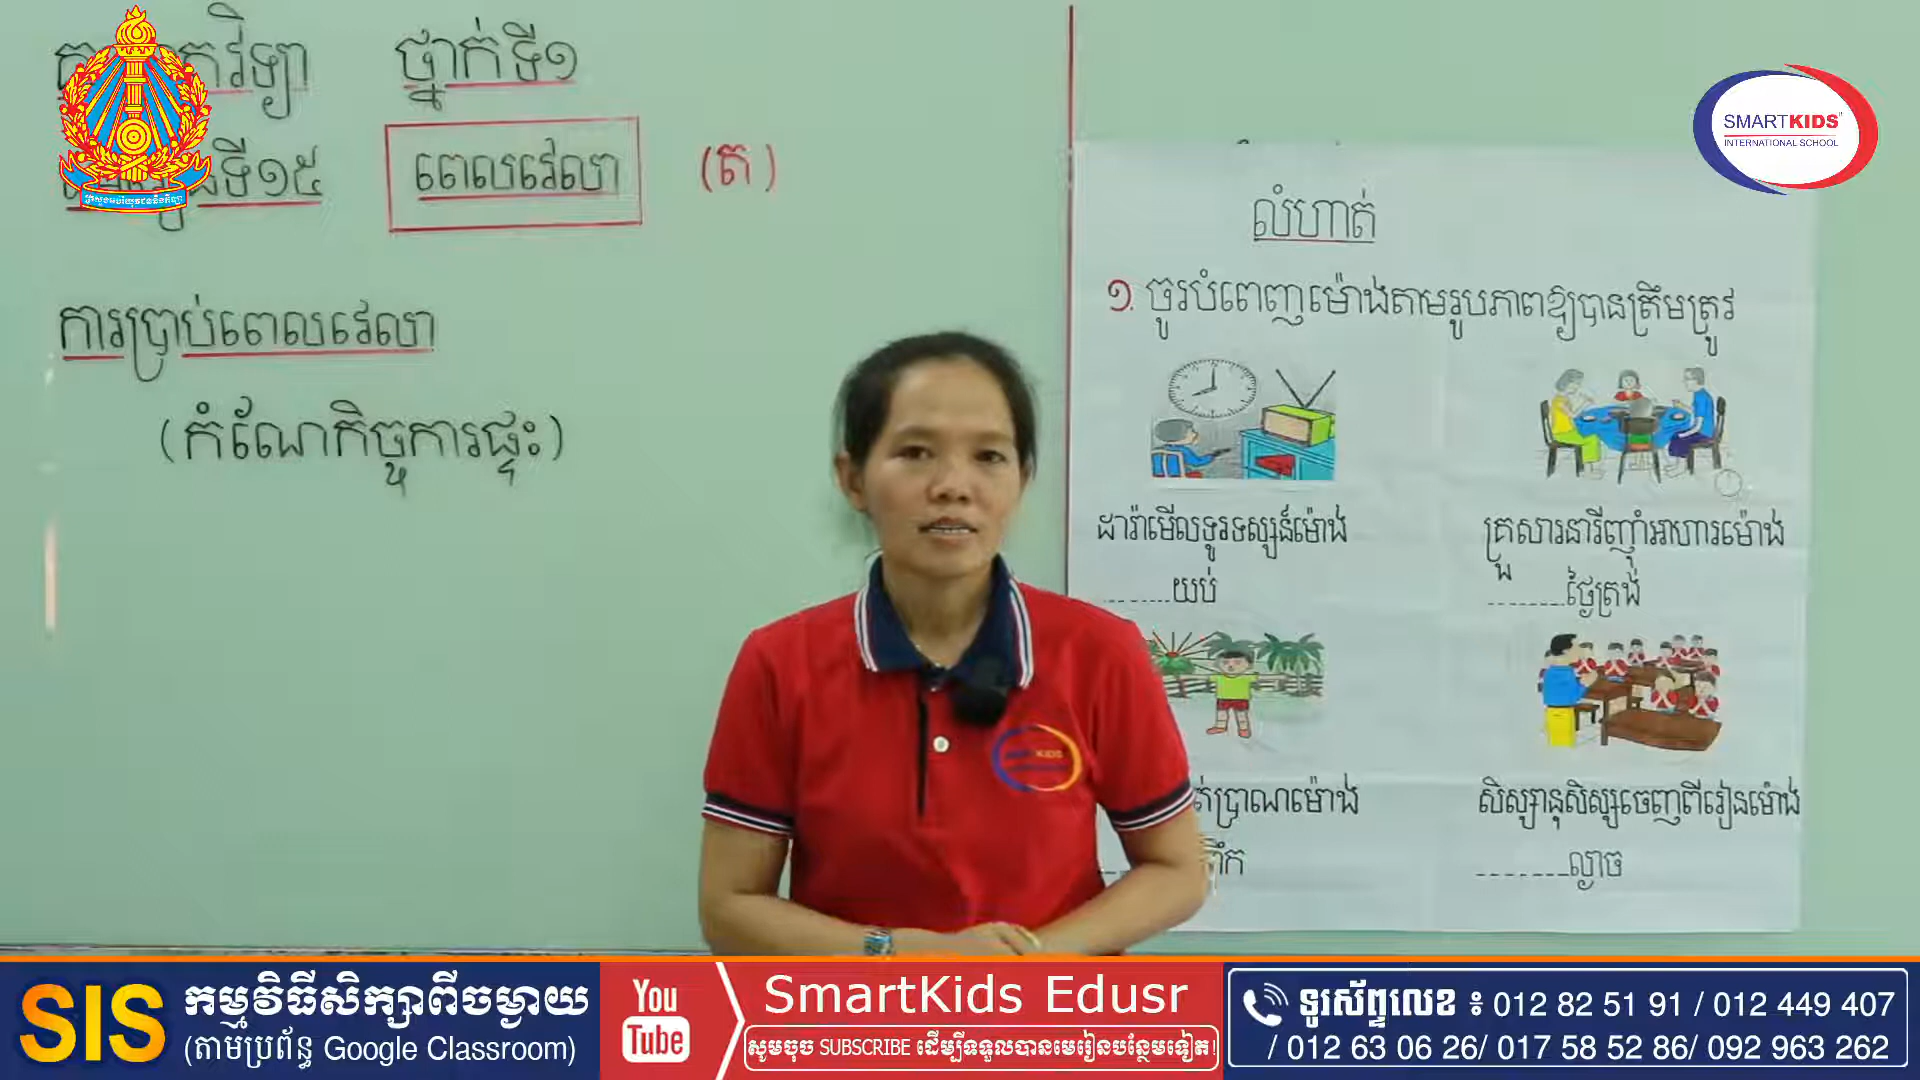 ថ្នាក់ទី១
ទី១៥ ពេលវេលា (ត)
ការប្រាប់ពេលវេលា
(កំណែកិច្ចការផ្ទះ)
SMARTKIDS
INTERNATIONAL SCHOOL
លំហាត់
១. ចូរបំពេញម៉ោងតាមរូបភាពឱ្យបានត្រឹមត្រូវ
ដារ៉ាមើលទូរទស្សន៍ម៉ោង
........យប់
គ្រួសារនារីញ៉ាំអាហារម៉ោង
........ថ្ងៃត្រង់
ប្រាណម៉ោង
សិស្សានុសិស្សចេញពីរៀនម៉ោង
........ល្ងាច
SIS កម្មវិធីសិក្សាពីចម្ងាយ
(តាមប្រព័ន្ធ Google Classroom)
You Tube
SmartKids Edusr
សូមចុច SUBSCRIBE ដើម្បីទទួលបានមេរៀនបន្ថែមទៀត!
ទូរស័ព្ទលេខ ៖ 012 82 51 91 / 012 449 407
/ 012 63 06 26/ 017 58 52 86/ 092 963 262